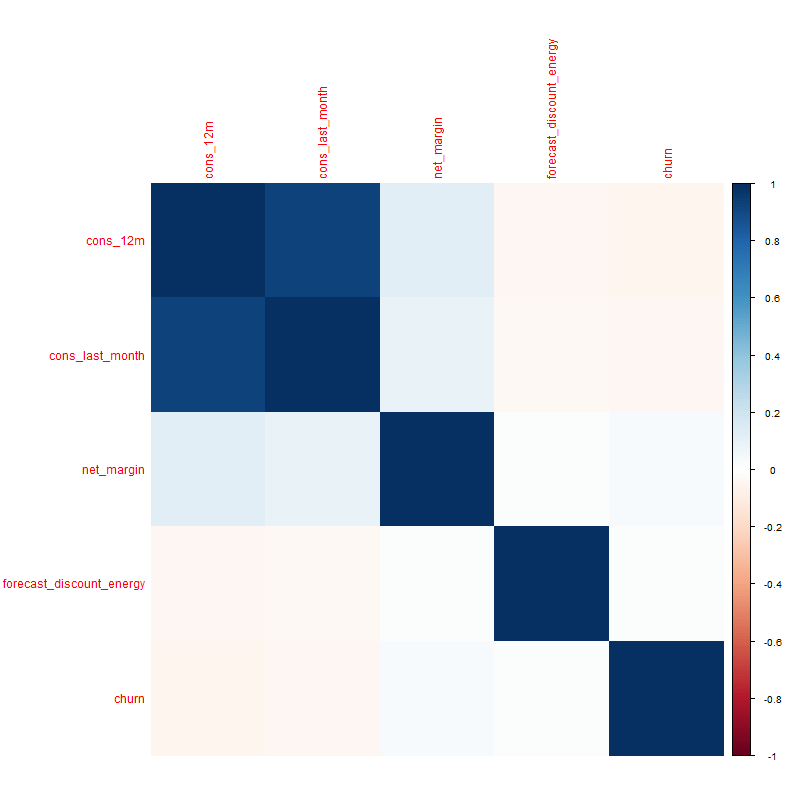 cons_12m
cons_last_month
net_margin
forecast_discount_energy
churn
cons_12m
cons_last_month
net_margin
forecast_discount_energy
churn
1
0.8
0.6
0.4
0.2
0
-0.2
-0.4
-0.6
-0.8
-1